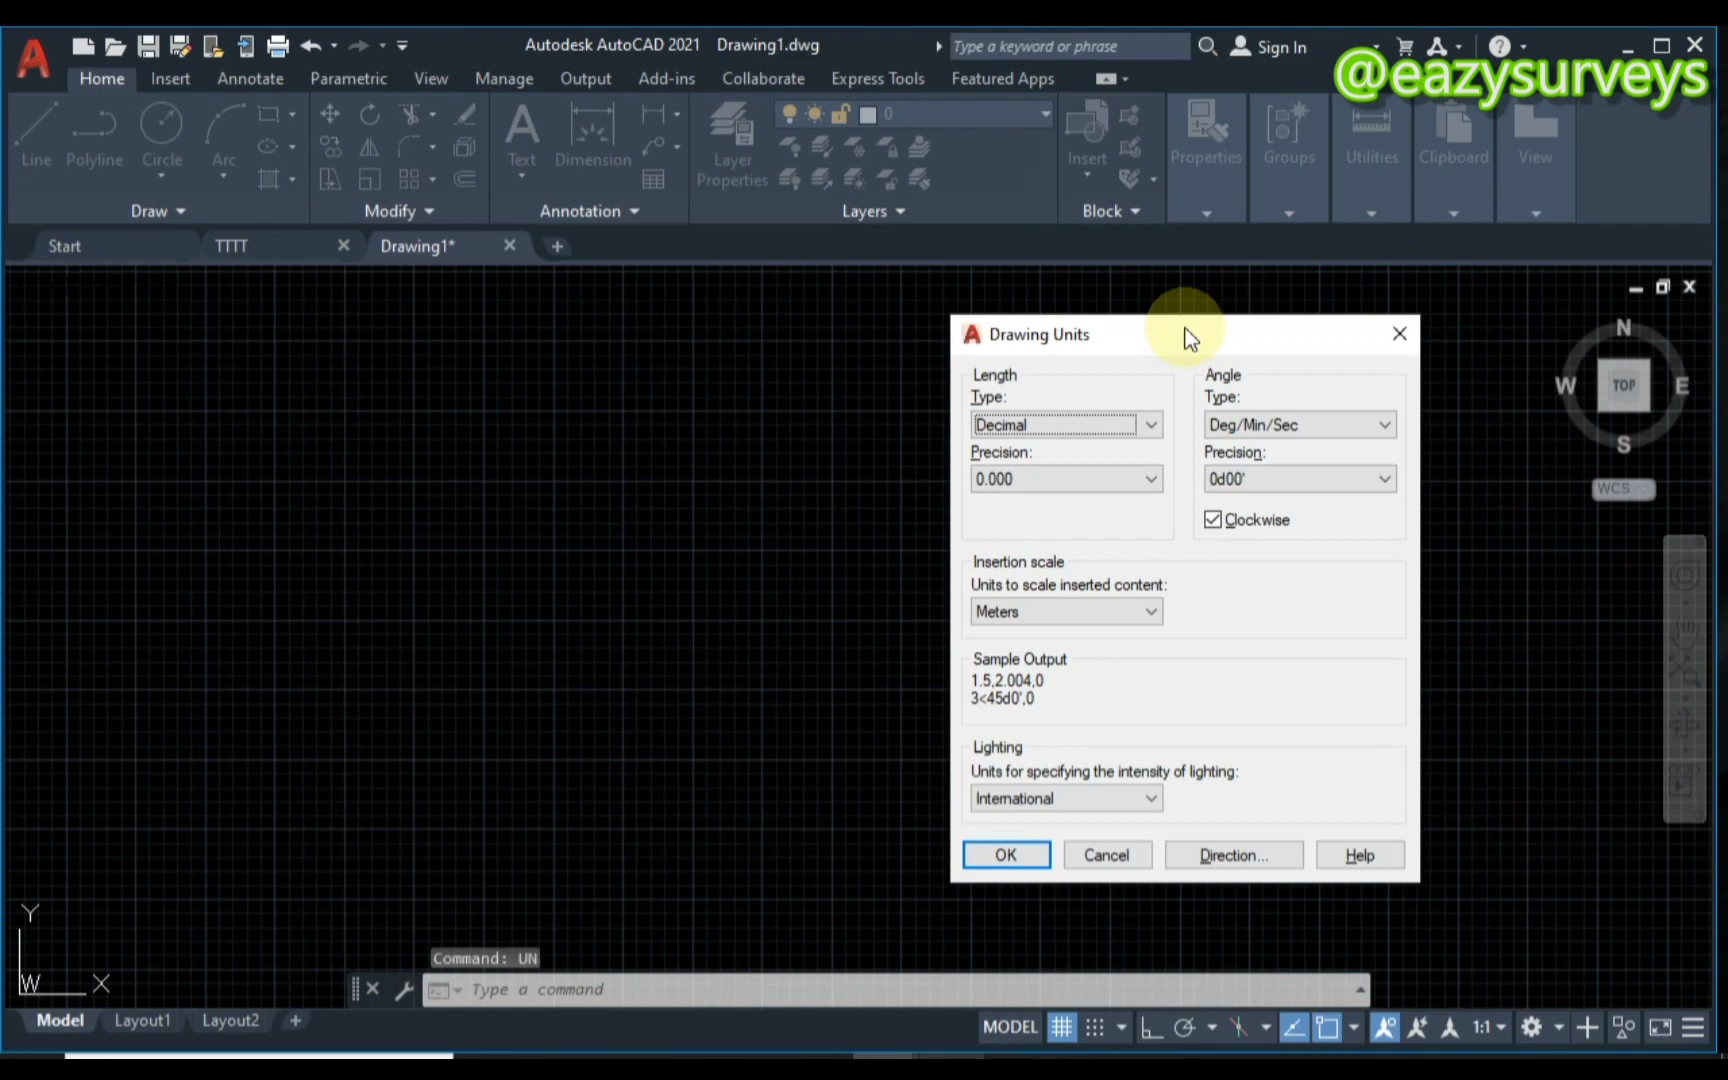 Autodesk AutoCAD 2021 Drawing1.dwg
Type a keyword or phrase
Sign In
@eazysurveys
Home Insert Annotate Parametric View Manage Output Add-ins Collaborate Express Tools Featured Apps
0
Line Polyline Circle Arc
Text Dimension
Layer Properties
Insert
Properties Groups Utilities Clipboard View
Draw Modify Annotation Layers Block
Start TTTT Drawing1*
N
W TOP E
S
WCS
Drawing Units
Length
Type:
Decimal
Precision:
0.000
Angle
Type:
Deg/Min/Sec
Precision:
0d00'
Clockwise
Insertion scale
Units to scale inserted content:
Meters
Sample Output
1.5,2.004,0
3<45d0',0
Lighting
Units for specifying the intensity of lighting:
International
OK Cancel Direction... Help
Y
W X
Command: UN
Type a command
Model Layout1 Layout2
MODEL 1:1